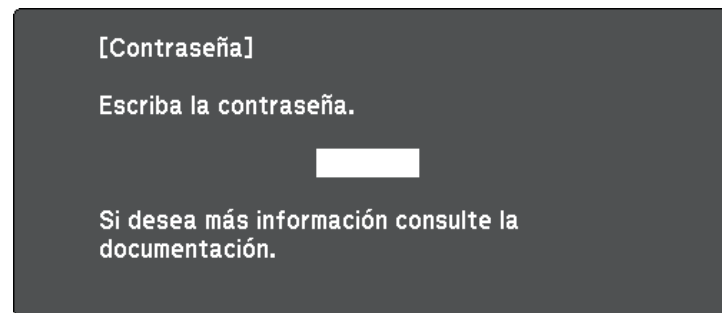 [Contraseña]
Escriba la contraseña.
Si desea más información consulte la
documentación.